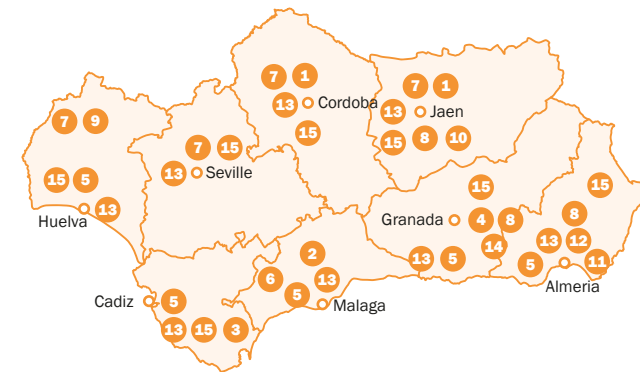 7 1
13 Cordoba
15
7 1
13 Jaen
15 8 10
7 9
15 5
13
Huelva
7 15
13 Seville
15
Granada 4 8
14
13 5
15
8
13 12
5 11
Almeria
2
6 13
5
Malaga
Cadiz 5
13 15 3